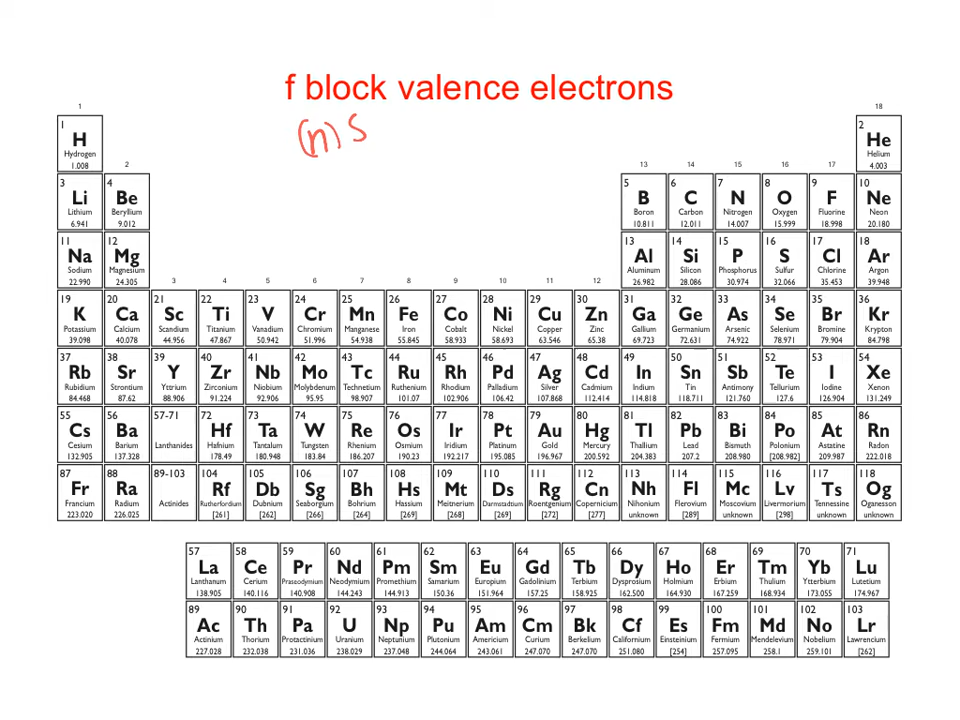 f block valence electrons
(n) s
1 18
1 2
H He
Hydrogen Helium
1.008 2 13 14 15 16 17 4.003
3 4 5 6 7 8 9 10
Li Be B C N O F Ne
Lithium Beryllium Boron Carbon Nitrogen Oxygen Fluorine Neon
6.941 9.012 10.811 12.011 14.007 15.999 18.998 20.180
11 12 13 14 15 16 17 18
Na Mg Al Si P S Cl Ar
Sodium Magnesium Aluminum Silicon Phosphorus Sulfur Chlorine Argon
22.990 24.305 3 4 5 6 7 8 9 10 11 12 26.982 28.086 30.974 32.066 35.453 39.948
19 20 21 22 23 24 25 26 27 28 29 30 31 32 33 34 35 36
K Ca Sc Ti V Cr Mn Fe Co Ni Cu Zn Ga Ge As Se Br Kr
Potassium Calcium Scandium Titanium Vanadium Chromium Manganese Iron Cobalt Nickel Copper Zinc Gallium Germanium Arsenic Selenium Bromine Krypton
39.098 40.078 44.956 47.867 50.942 51.996 54.938 55.845 58.933 58.693 63.546 65.38 69.723 72.631 74.922 78.971 79.904 84.798
37 38 39 40 41 42 43 44 45 46 47 48 49 50 51 52 53 54
Rb Sr Y Zr Nb Mo Tc Ru Rh Pd Ag Cd In Sn Sb Te I Xe
Rubidium Strontium Yttrium Zirconium Niobium Molybdenum Technetium Ruthenium Rhodium Palladium Silver Cadmium Indium Tin Antimony Tellurium Iodine Xenon
84.468 87.62 88.906 91.224 92.906 95.95 98.907 101.07 102.906 106.42 107.868 112.414 114.818 118.711 121.760 127.6 126.904 131.249
55 56 57-71 72 73 74 75 76 77 78 79 80 81 82 83 84 85 86
Cs Ba Hf Ta W Re Os Ir Pt Au Hg Tl Pb Bi Po At Rn
Cesium Barium Lanthanides Hafnium Tantalum Tungsten Rhenium Osmium Iridium Platinum Gold Mercury Thallium Lead Bismuth Polonium Astatine Radon
132.905 137.328 178.49 180.948 183.84 186.207 190.23 192.217 195.085 196.967 200.592 204.383 207.2 208.980 [208.982] 209.987 222.018
87 88 89-103 104 105 106 107 108 109 110 111 112 113 114 115 116 117 118
Fr Ra Rf Db Sg Bh Hs Mt Ds Rg Cn Nh Fl Mc Lv Ts Og
Francium Radium Actinides Rutherfordium Dubnium Seaborgium Bohrium Hassium Meitnerium Darmstadtium Roentgenium Copernicium Nihonium Flerovium Moscovium Livermorium Tennessine Oganesson
223.020 226.025 [261] [262] [266] [264] [269] [268] [269] [272] [277] unknown [289] unknown [298] unknown unknown
57 58 59 60 61 62 63 64 65 66 67 68 69 70 71
La Ce Pr Nd Pm Sm Eu Gd Tb Dy Ho Er Tm Yb Lu
Lanthanum Cerium Praseodymium Neodymium Promethium Samarium Europium Gadolinium Terbium Dysprosium Holmium Erbium Thulium Ytterbium Lutetium
138.905 140.116 140.908 144.243 144.913 150.36 151.964 157.25 158.925 162.500 164.930 167.259 168.934 173.055 174.967
89 90 91 92 93 94 95 96 97 98 99 100 101 102 103
Ac Th Pa U Np Pu Am Cm Bk Cf Es Fm Md No Lr
Actinium Thorium Protactinium Uranium Neptunium Plutonium Americium Curium Berkelium Californium Einsteinium Fermium Mendelevium Nobelium Lawrencium
227.028 232.038 231.036 238.029 237.048 244.064 243.061 247.070 247.070 251.080 [254] 257.095 258.1 259.101 [262]